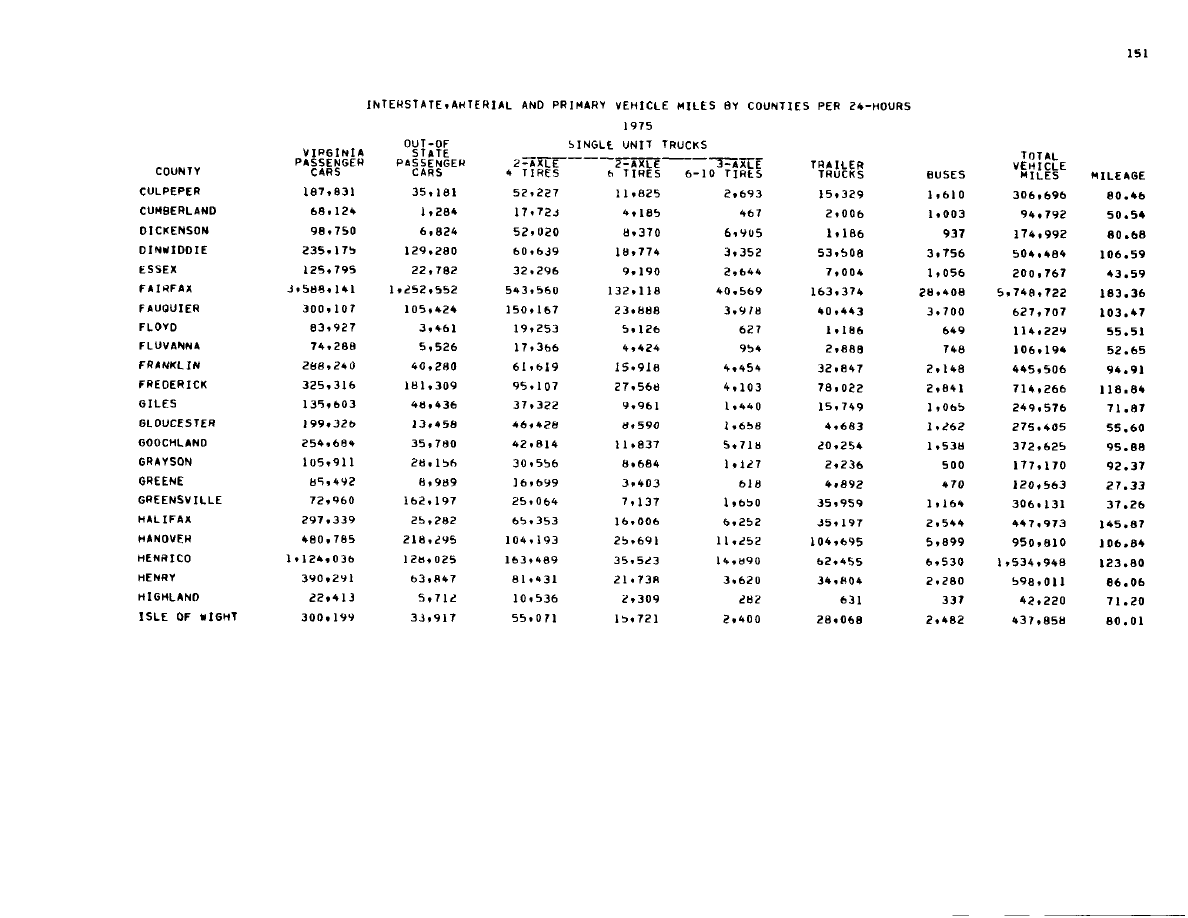 151
INTERSTATE,ARTERIAL AND PRIMARY VEHICLE MILES BY COUNTIES PER 24-HOURS
1975
COUNTY VIRGINIA PASSENGER CARS OUT-OF STATE PASSENGER CARS SINGLE UNIT TRUCKS 2-AXLE 4 TIRES 2-AXLE 6 TIRES 3-AXLE 6-10 TIRES TRAILER TRUCKS BUSES TOTAL VEHICLE MILES MILEAGE
CULPEPER 187,831 35,181 52,227 11,825 2,693 15,329 1,610 306,696 80.46
CUMBERLAND 68,124 1,284 17,723 4,185 467 2,006 1,003 94,792 50.54
DICKENSON 98,750 6,824 52,020 8,370 6,905 1,186 937 174,992 80.68
DINWIDDIE 235,175 129,280 60,639 18,774 3,352 53,508 3,756 504,484 106.59
ESSEX 125,795 22,782 32,296 9,190 2,644 7,004 1,056 200,767 43.59
FAIRFAX 3,588,141 1,252,552 543,560 132,118 40,569 163,374 28,408 5,748,722 183.36
FAUQUIER 300,107 105,424 150,167 23,888 3,978 40,443 3,700 627,707 103.47
FLOYD 83,927 3,461 19,253 5,126 627 1,186 649 114,229 55.51
FLUVANNA 74,288 5,526 17,366 4,424 954 2,888 748 106,194 52.65
FRANKLIN 288,240 40,280 61,619 15,918 4,454 32,847 2,148 445,506 94.91
FREDERICK 325,316 181,309 95,107 27,568 4,103 78,022 2,841 714,266 118.84
GILES 135,603 48,436 37,322 9,961 1,440 15,749 1,065 249,576 71.87
GLOUCESTER 199,326 13,458 46,428 8,590 1,658 4,683 1,262 275,405 55.60
GOOCHLAND 254,684 35,780 42,814 11,837 5,718 20,254 1,538 372,625 95.88
GRAYSON 105,911 28,156 30,556 8,684 1,127 2,236 500 177,170 92.37
GREENE 85,492 8,989 16,699 3,403 618 4,892 470 120,563 27.33
GREENSVILLE 72,960 162,197 25,064 7,137 1,650 35,959 1,164 306,131 37.26
HALIFAX 297,339 25,282 65,353 16,006 6,252 35,197 2,544 447,973 145.87
HANOVER 480,785 218,295 104,193 25,691 11,252 104,695 5,899 950,810 106.84
HENRICO 1,124,036 128,025 163,489 35,523 14,890 62,455 6,530 1,534,948 123.80
HENRY 390,291 63,847 81,431 21,738 3,620 34,804 2,280 598,011 86.06
HIGHLAND 22,413 5,712 10,536 2,309 282 631 337 42,220 71.20
ISLE OF WIGHT 300,199 33,917 55,071 15,721 2,400 28,068 2,482 437,858 80.01